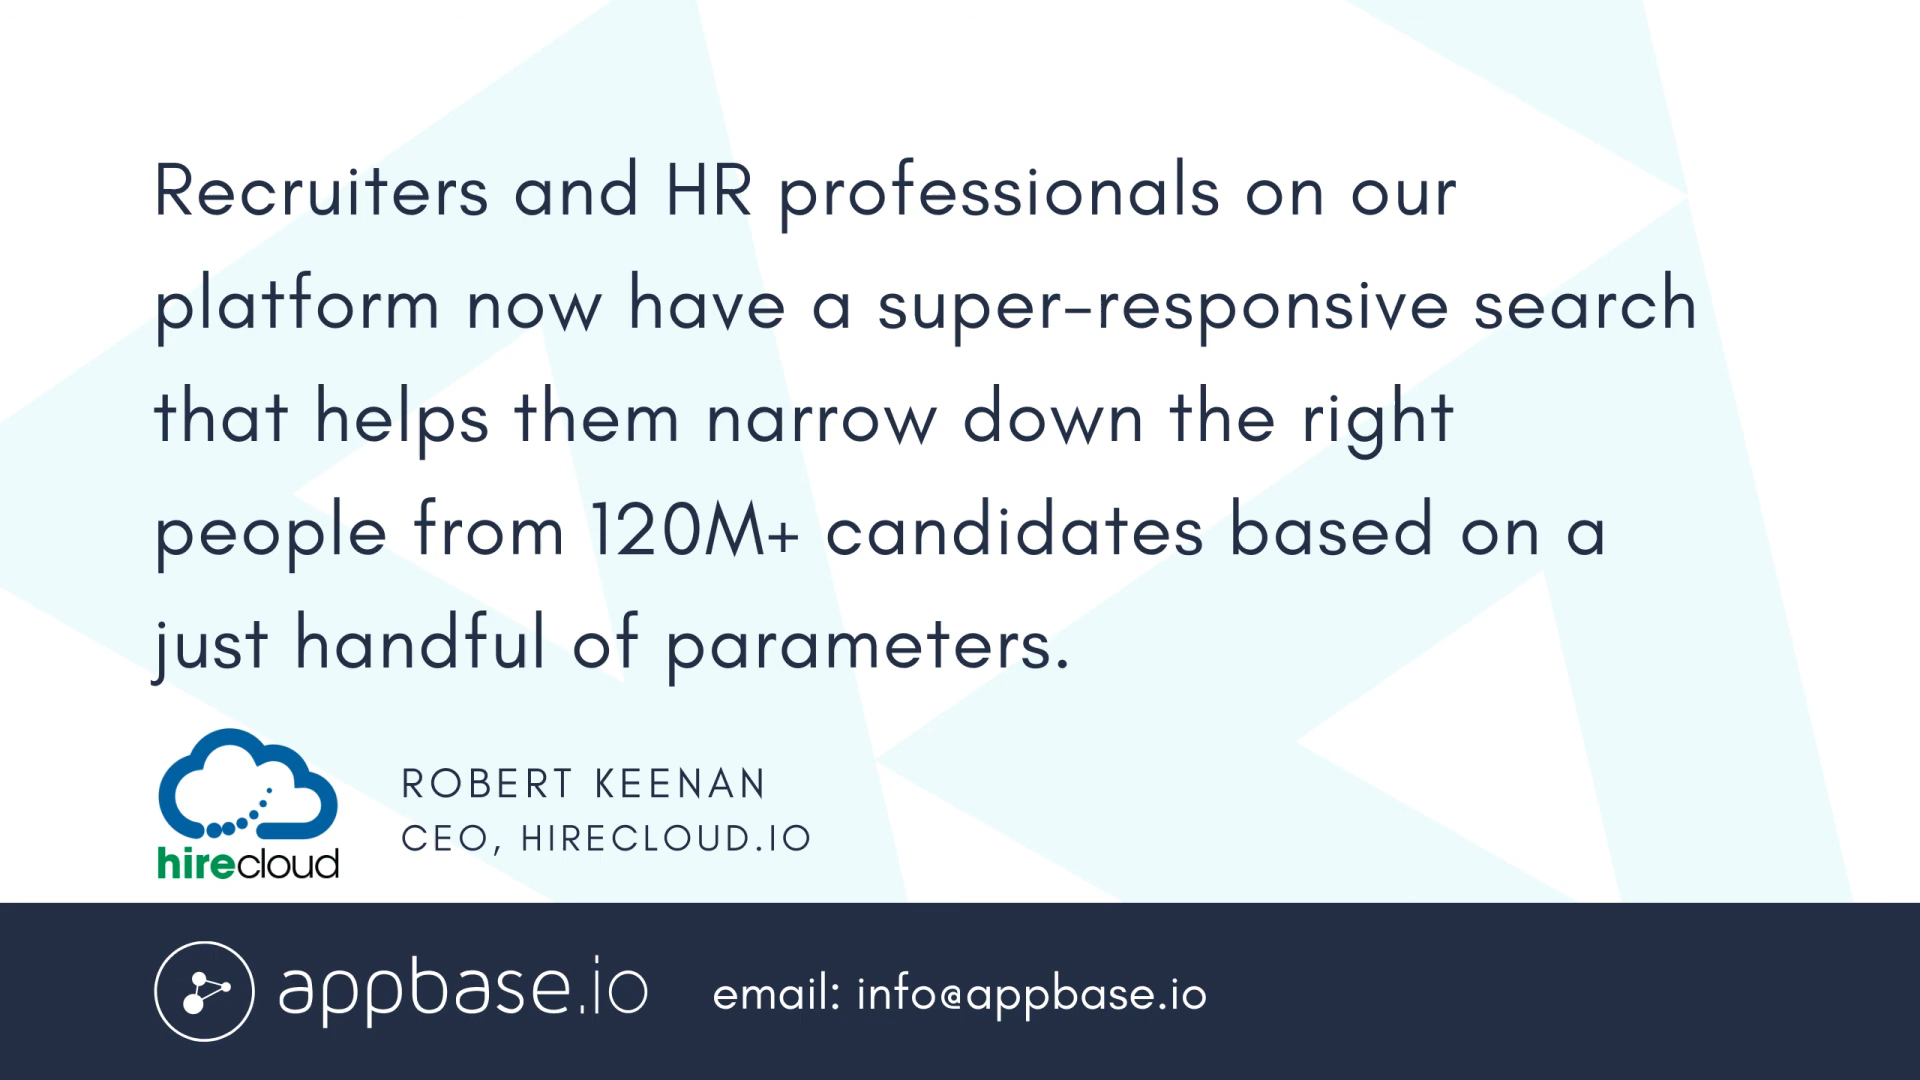 Recruiters and HR professionals on our
platform now have a super-responsive search
that helps them narrow down the right
people from 120M+ candidates based on a
just handful of parameters.
hirecloud
ROBERT KEENAN
CEO, HIRECLOUD.IO
appbase.io
email: info@appbase.io